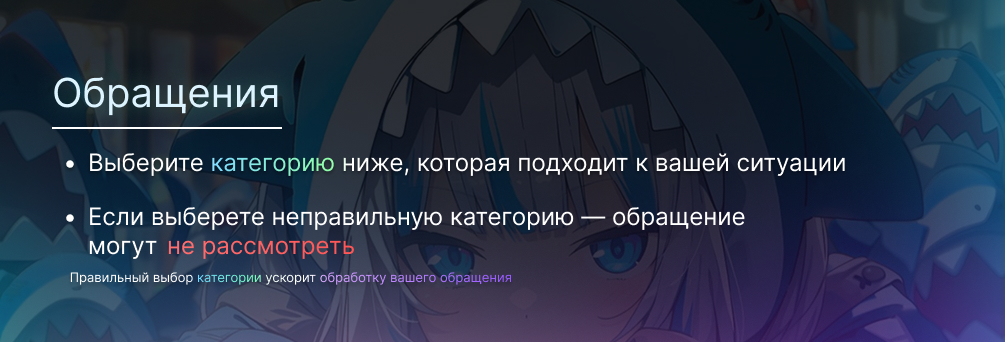 Обращения
• Выберите категорию ниже, которая подходит к вашей ситуации
• Если выберете неправильную категорию — обращение
могут не рассмотреть
Правильный выбор категории ускорит обработку вашего обращения